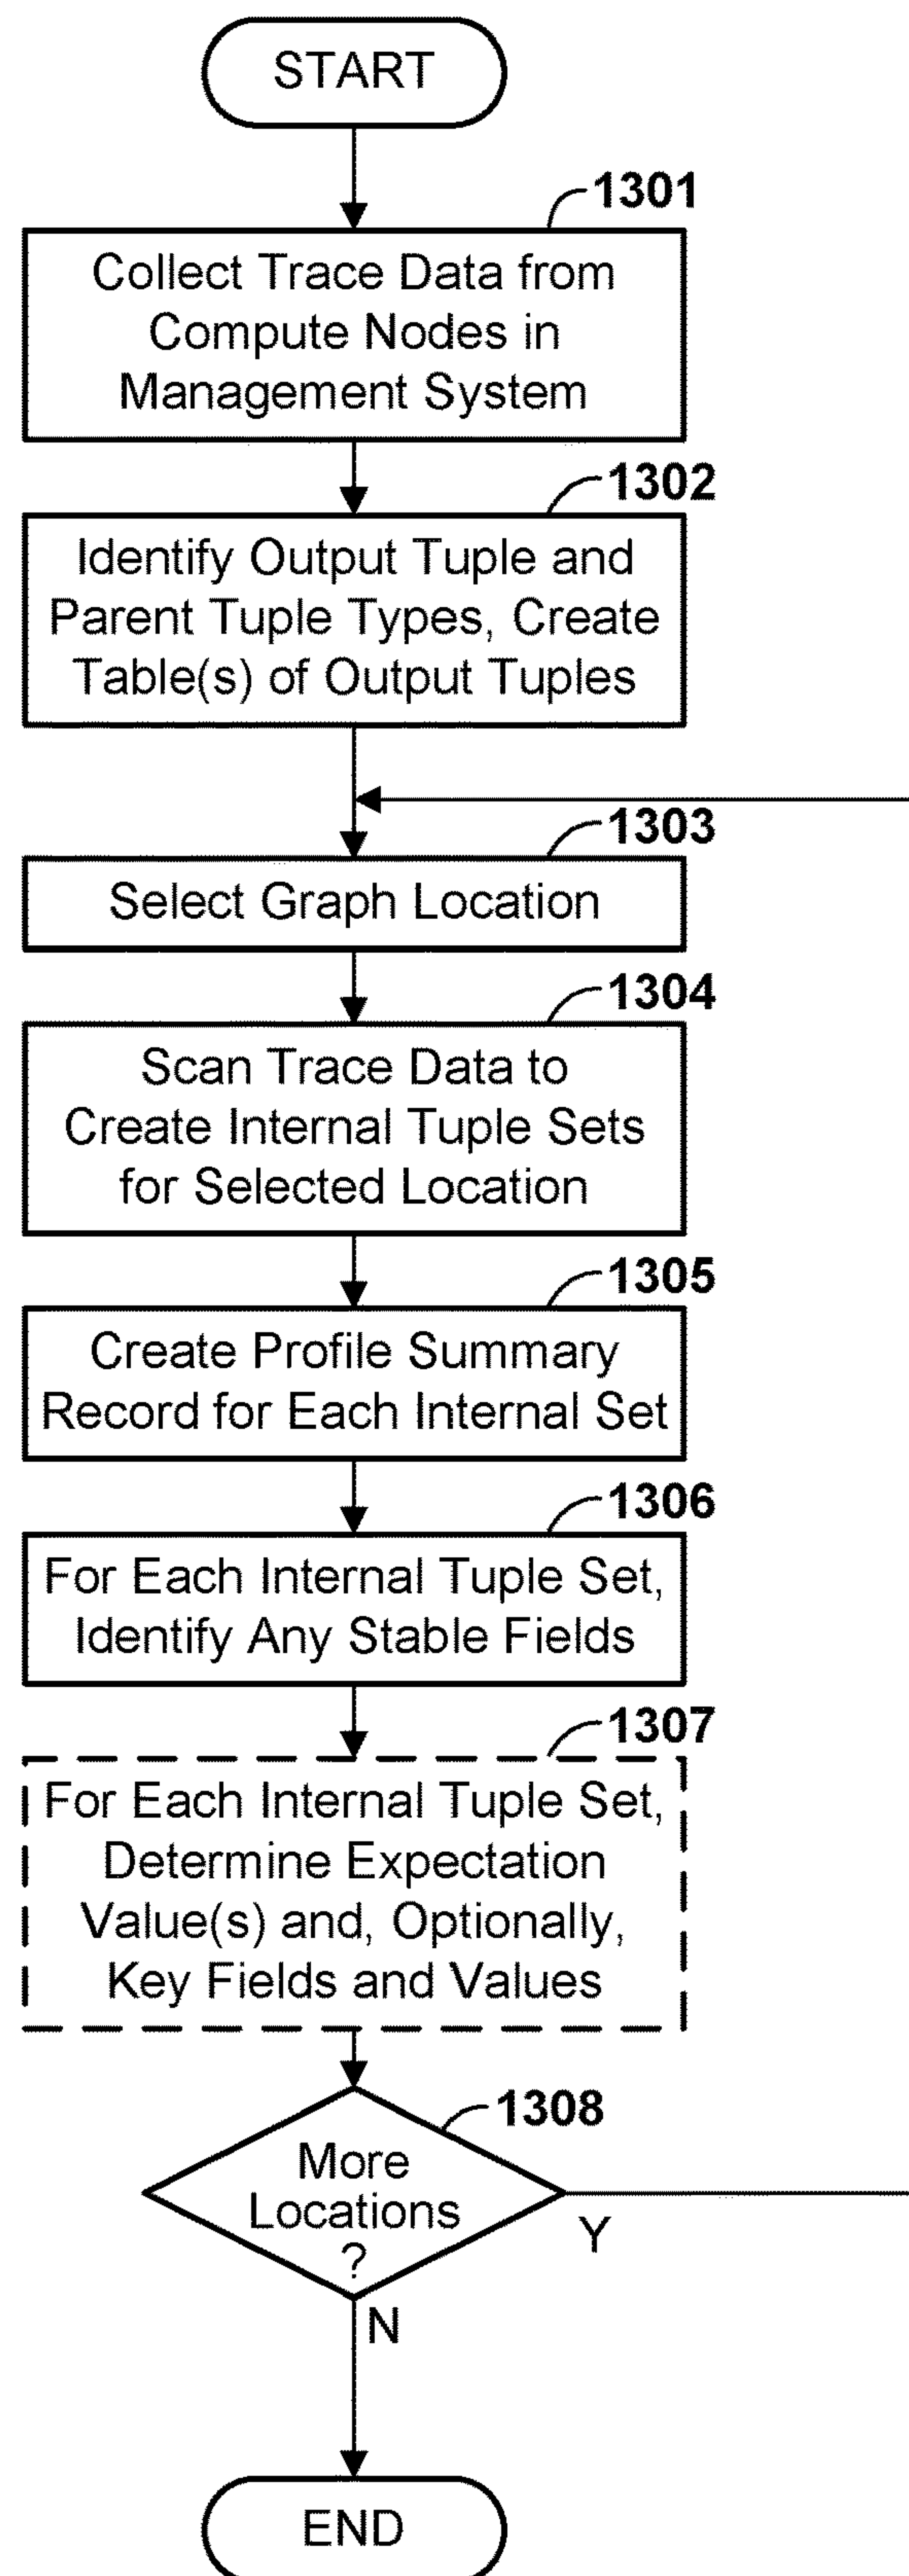 START
1301
Collect Trace Data from
Compute Nodes in
Management System
1302
Identify Output Tuple and
Parent Tuple Types, Create
Table(s) of Output Tuples
1303
Select Graph Location
1304
Scan Trace Data to
Create Internal Tuple Sets
for Selected Location
1305
Create Profile Summary
Record for Each Internal Set
1306
For Each Internal Tuple Set,
Identify Any Stable Fields
1307
For Each Internal Tuple Set,
Determine Expectation
Value(s) and, Optionally,
Key Fields and Values
1308
More
Locations
?
Y
N
END